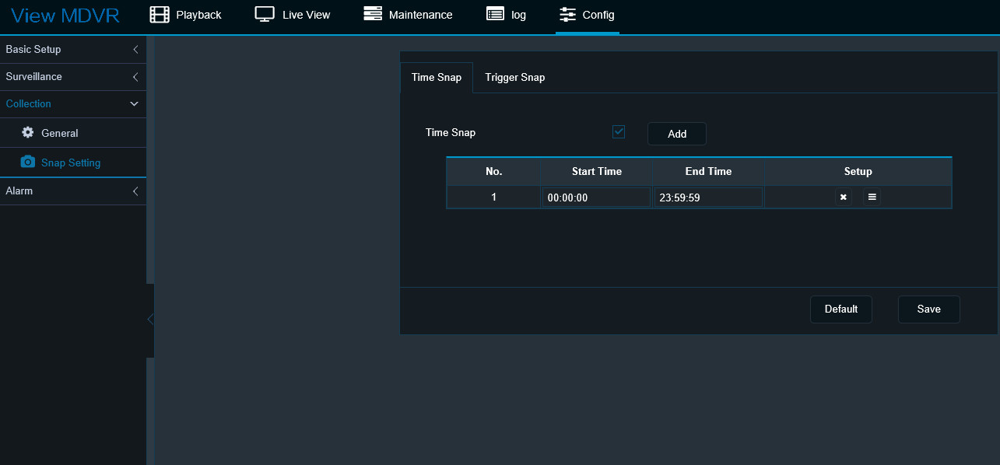 View MDVR Playback Live View Maintenance log Config
Basic Setup
Surveillance
Collection
General
Snap Setting
Alarm
Time Snap Trigger Snap
Time Snap Add
No. Start Time End Time Setup
1 00:00:00 23:59:59
Default Save